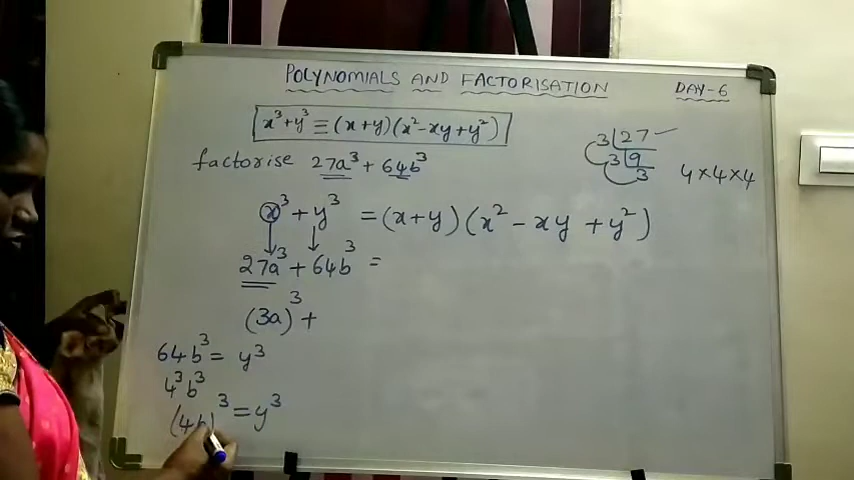 POLYNOMIALS AND FACTORISATION DAY-6
x³+y³ ≡ (x+y)(x²-xy+y²)
factorise 27a³ + 64b³
3 27
3 9
3
4×4×4
x³ + y³ = (x+y)(x² - xy + y²)
27a³ + 64b³ =
(3a)³ +
64b³ = y³
4³b³
(4b)³ = y³